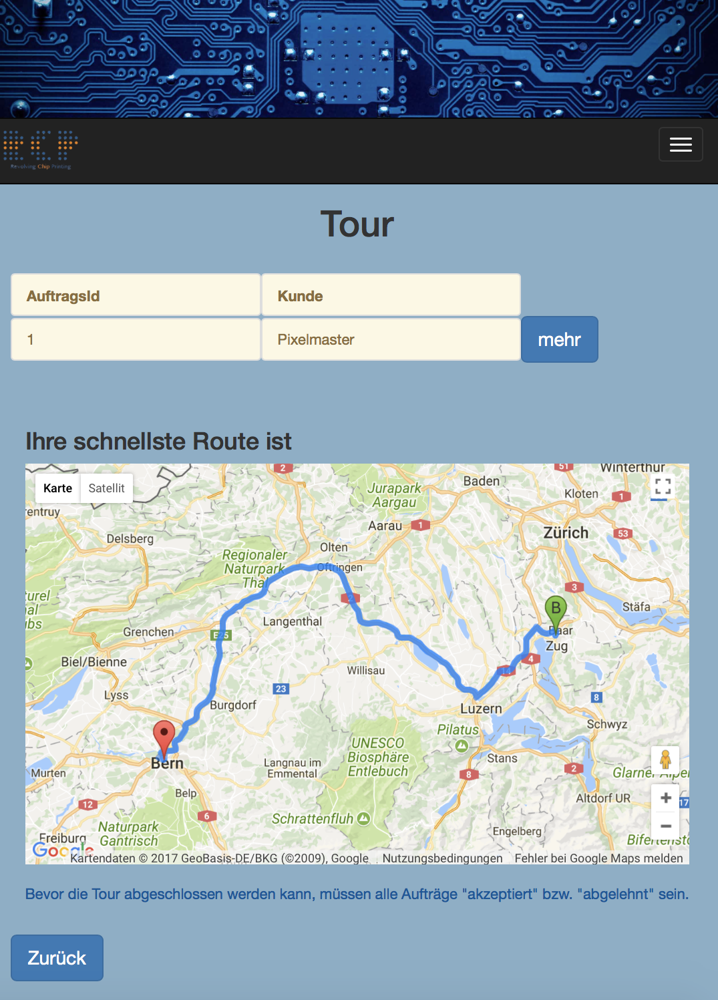 Revolving Chip Printing
Tour
AuftragsId
Kunde
1
Pixelmaster
mehr
Ihre schnellste Route ist
Karte
Satellit
2
51
Winterthur
Baden
Jurapark
Aargau
Kloten
1
rentruy
Aarau
1
Zürich
53
Delsberg
Olten
Regionaler
Naturpark
Thal
Oftringen
3
turel
al
ubs
2
B
Stäfa
Langenthal
Grenchen
E25
Baar
Zug
Biel/Bienne
4
Willisau
14
Lyss
23
Burgdorf
8
Luzern
Schwyz
Pilatus
UNESCO
Biosphäre
Entlebuch
Bern
Langnau im
Emmental
Stans
Murten
8
2
Glarner Alpen
Belp
12
6
Altdorf UR
17
Schrattenfluh
Naturpark
Gantrisch
Engelberg
Freiburg
Bifertensto
Google
Kartendaten © 2017 GeoBasis-DE/BKG (©2009), Google
Nutzungsbedingungen
Fehler bei Google Maps melden
Bevor die Tour abgeschlossen werden kann, müssen alle Aufträge "akzeptiert" bzw. "abgelehnt" sein.
Zurück